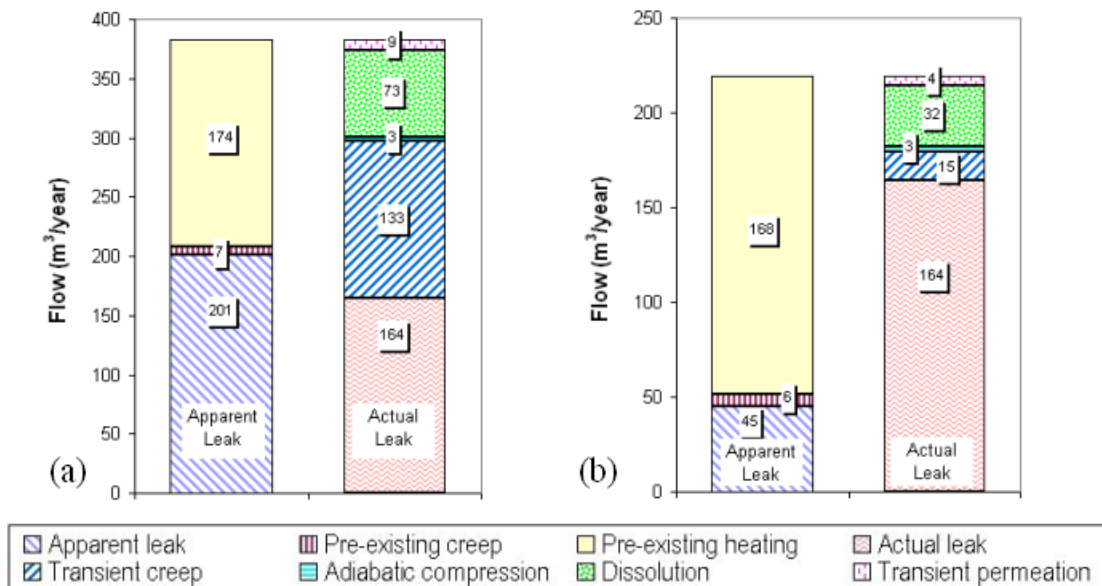 400
350
300
250
200
150
100
50
0
Flow (m³/year)
174
7
201
Apparent
Leak
9
73
3
133
164
Actual
Leak
(a)
250
200
150
100
50
0
Flow (m³/year)
168
6
45
Apparent
Leak
4
32
3
15
164
Actual
Leak
(b)
Apparent leak Pre-existing creep Pre-existing heating Actual leak
Transient creep Adiabatic compression Dissolution Transient permeation